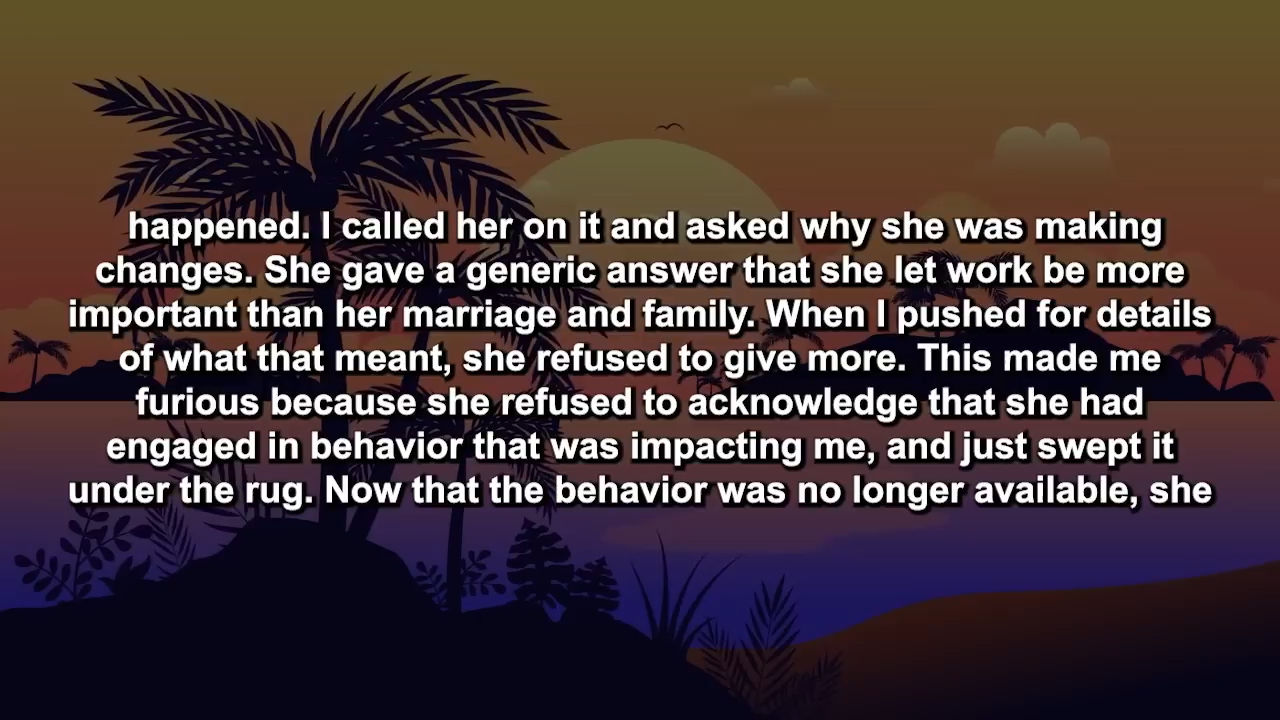 happened. I called her on it and asked why she was making
changes. She gave a generic answer that she let work be more
important than her marriage and family. When I pushed for details
of what that meant, she refused to give more. This made me
furious because she refused to acknowledge that she had
engaged in behavior that was impacting me, and just swept it
under the rug. Now that the behavior was no longer available, she